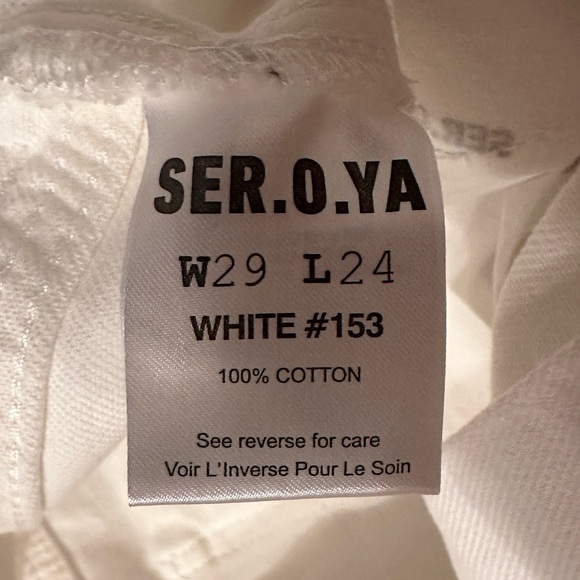 SER.O.YA
W29 L24
WHITE #153
100% COTTON
See reverse for care
Voir L'Inverse Pour Le Soin